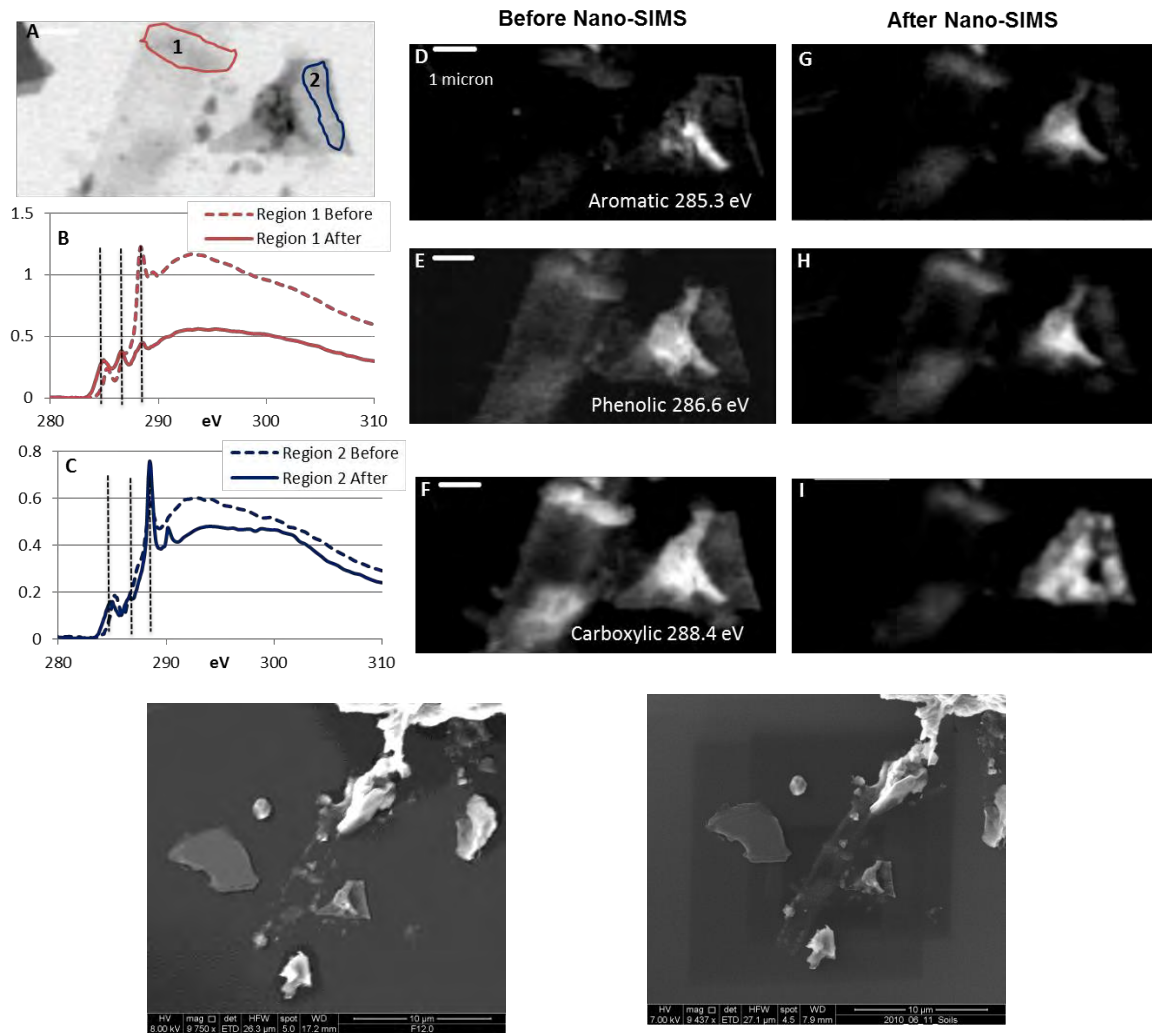 Before Nano-SIMS
After Nano-SIMS
A
1
2
D
1 micron
Aromatic 285.3 eV
G
B
Region 1 Before
Region 1 After
1.5
1
0.5
0
280
290
eV
300
310
E
Phenolic 286.6 eV
H
C
Region 2 Before
Region 2 After
0.8
0.6
0.4
0.2
0
280
290
eV
300
310
F
Carboxylic 288.4 eV
I
HV mag □ det HFW spot WD
8.00 kV 9 750 x ETD 26.3 µm 5.0 17.2 mm
10 µm
F12.0
HV mag □ det HFW spot WD
7.00 kV 9 437 x ETD 27.1 µm 4.5 7.9 mm
10 µm
2010_06_11_Soils